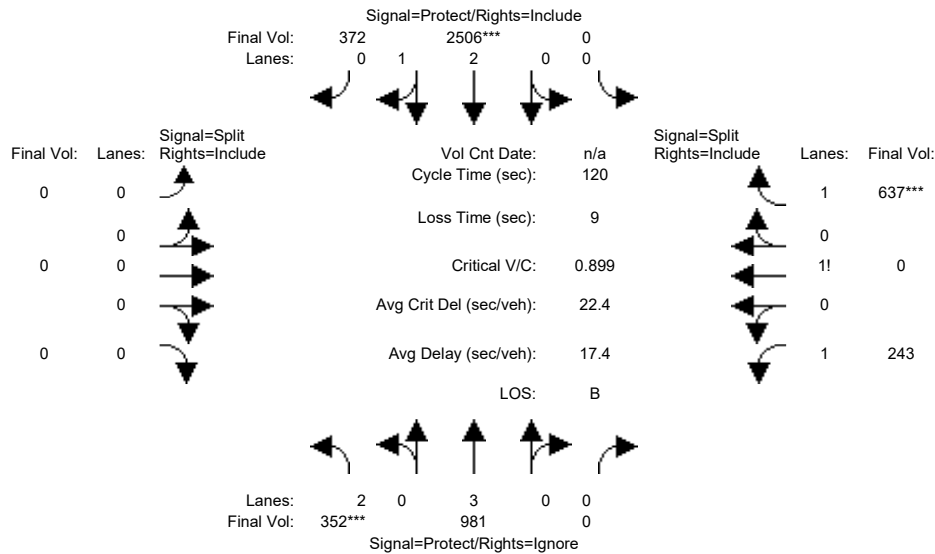 Signal=Protect/Rights=Include
Final Vol: 372 2506*** 0
Lanes: 0 1 2 0 0
Signal=Split
Final Vol: Lanes: Rights=Include
Vol Cnt Date: n/a
Signal=Split
Rights=Include Lanes: Final Vol:
Cycle Time (sec): 120
0 0
1 637***
Loss Time (sec): 9
0
0
0 0
Critical V/C: 0.899
1! 0
0
Avg Crit Del (sec/veh): 22.4
0
0 0
Avg Delay (sec/veh): 17.4
1 243
LOS: B
Lanes: 2 0 3 0 0
Final Vol: 352*** 981 0
Signal=Protect/Rights=Ignore